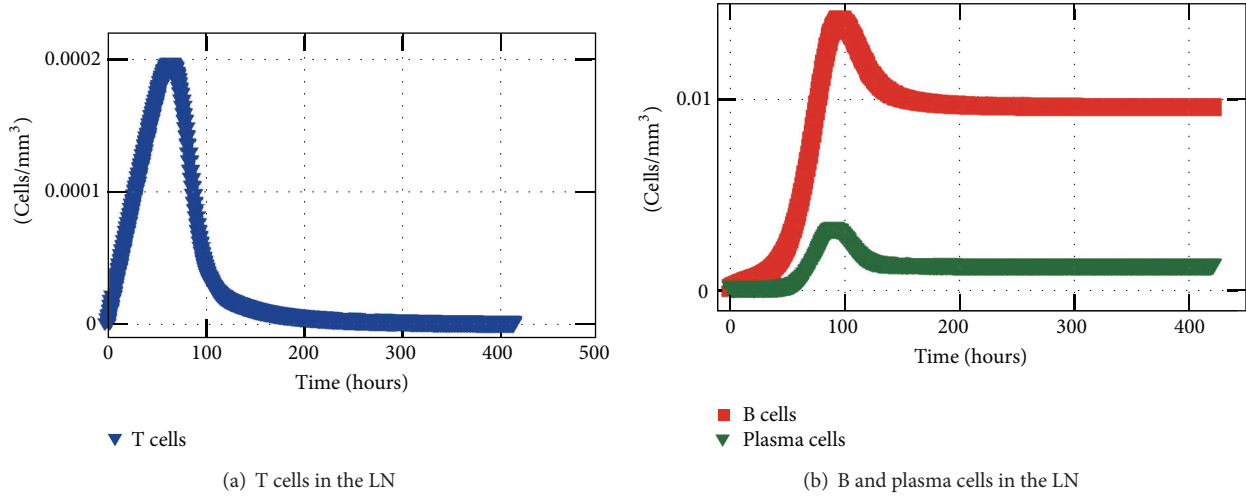 (Cells/mm³)
0.0002
0.0001
0
0 100 200 300 400 500
Time (hours)
T cells
(a) T cells in the LN
(Cells/mm³)
0.01
0
0 100 200 300 400
Time (hours)
B cells
Plasma cells
(b) B and plasma cells in the LN